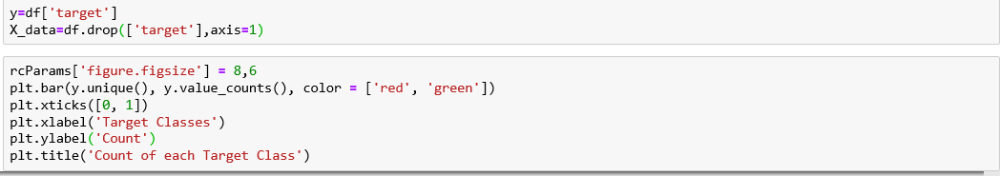 y=df['target']
X_data=df.drop(['target'],axis=1)
rcParams['figure.figsize'] = 8,6
plt.bar(y.unique(), y.value_counts(), color = ['red', 'green'])
plt.xticks([0, 1])
plt.xlabel('Target Classes')
plt.ylabel('Count')
plt.title('Count of each Target Class')